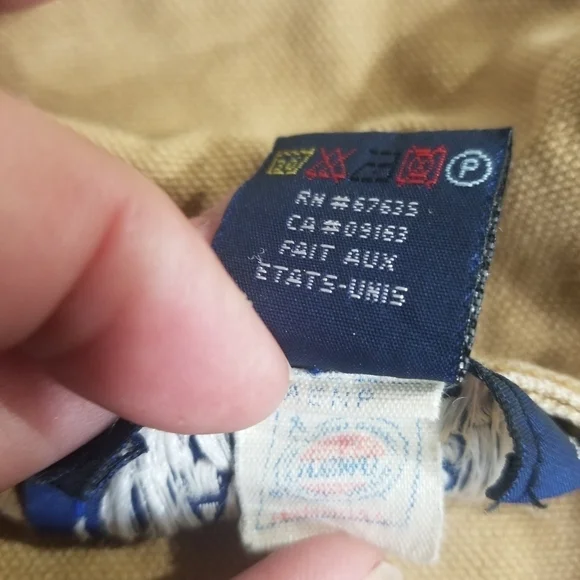 P
RN #67635
CA #09163
FAIT AUX
ETATS-UNIS